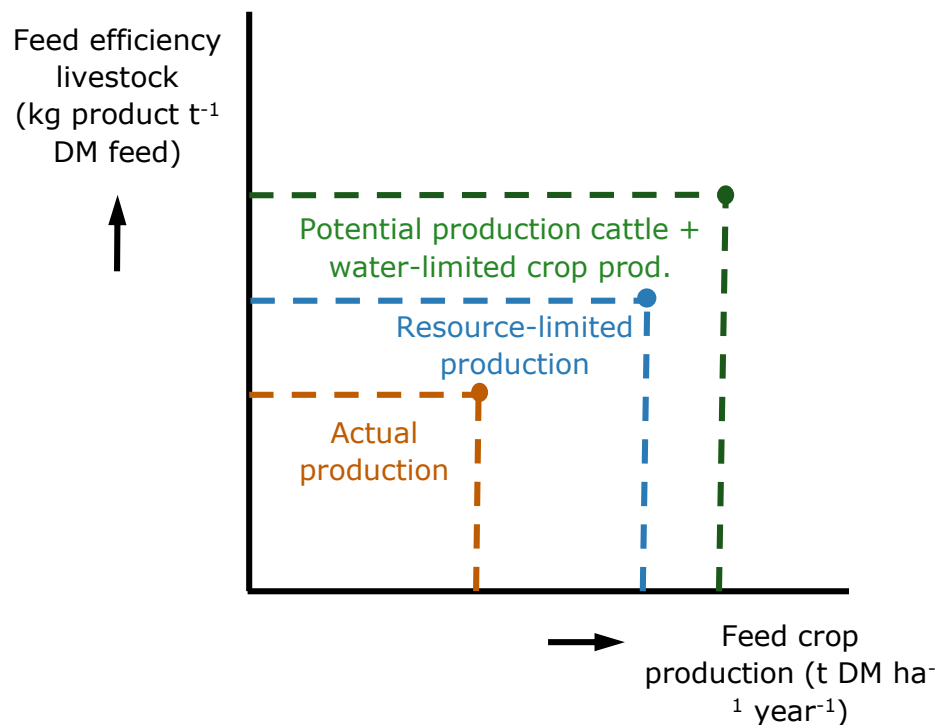 Feed efficiency
livestock
(kg product t⁻¹
DM feed)
Potential production cattle +
water-limited crop prod.
Resource-limited
production
Actual
production
Feed crop
production (t DM ha⁻
¹ year⁻¹)